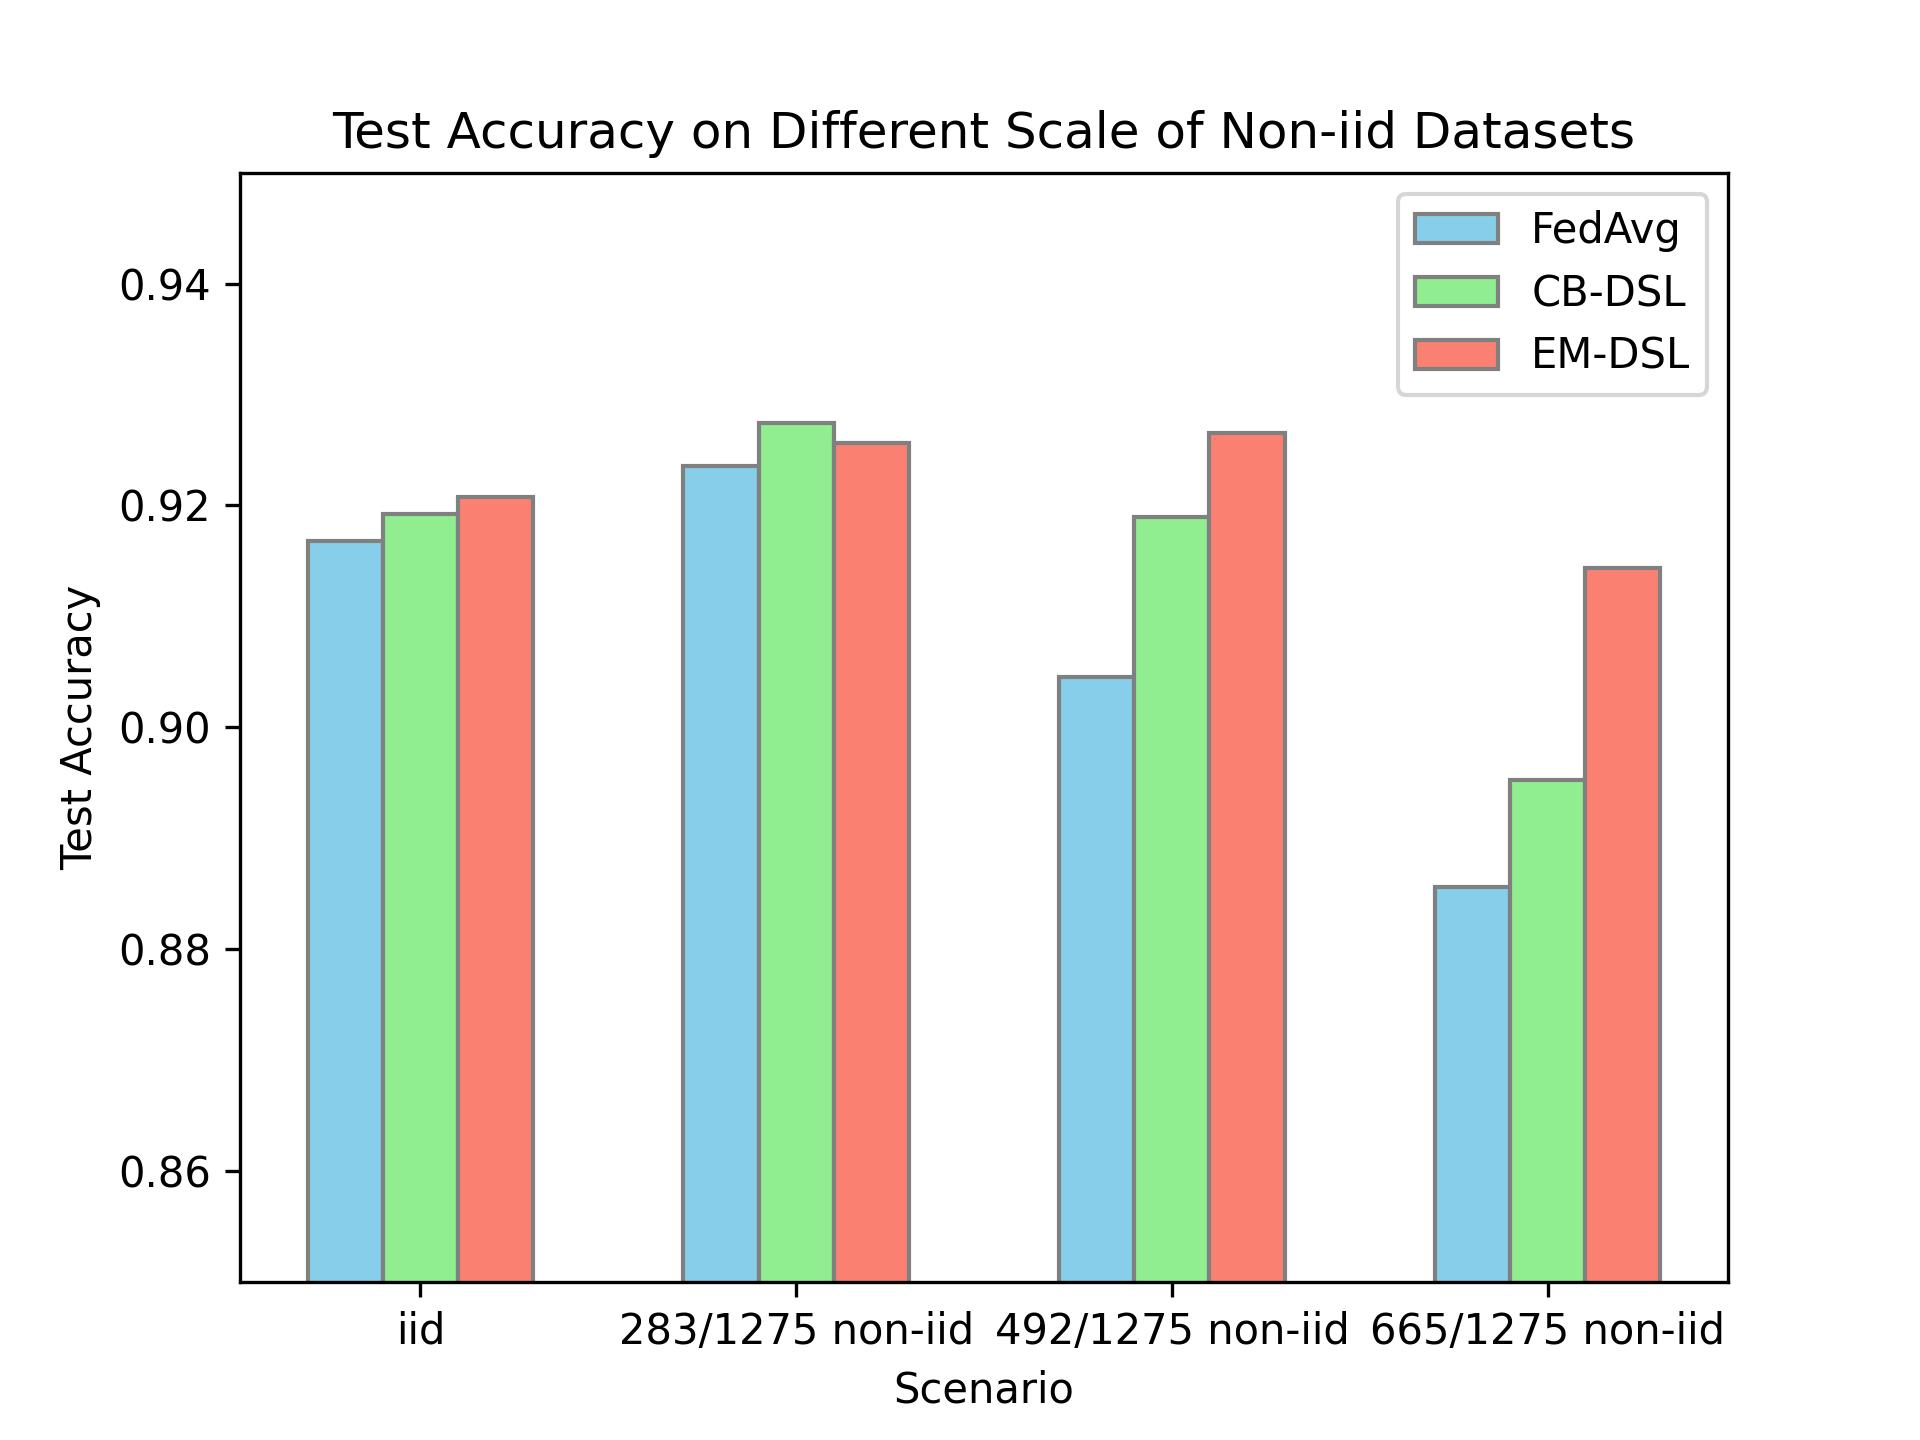 Test Accuracy on Different Scale of Non-iid Datasets
FedAvg
CB-DSL
EM-DSL
Test Accuracy
0.94
0.92
0.90
0.88
0.86
iid
283/1275 non-iid
492/1275 non-iid
665/1275 non-iid
Scenario